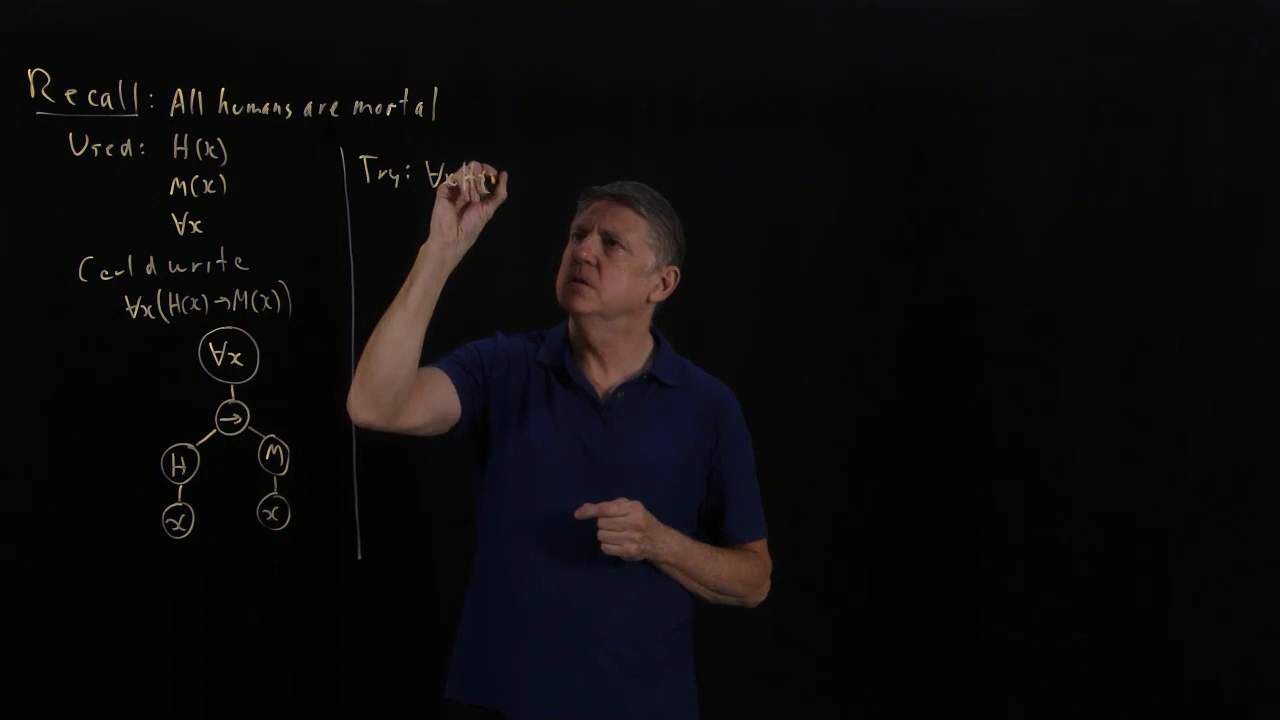 Recall: All humans are mortal
Used: H(x)
M(x)
∀x
Could write
∀x(H(x)→M(x))
∀x
→
H M
x x
Try: ∀x H(